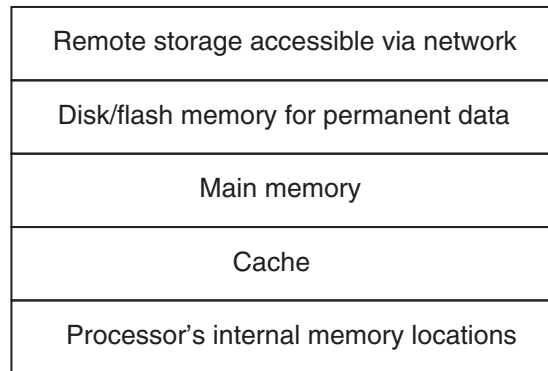 Remote storage accessible via network
Disk/flash memory for permanent data
Main memory
Cache
Processor's internal memory locations